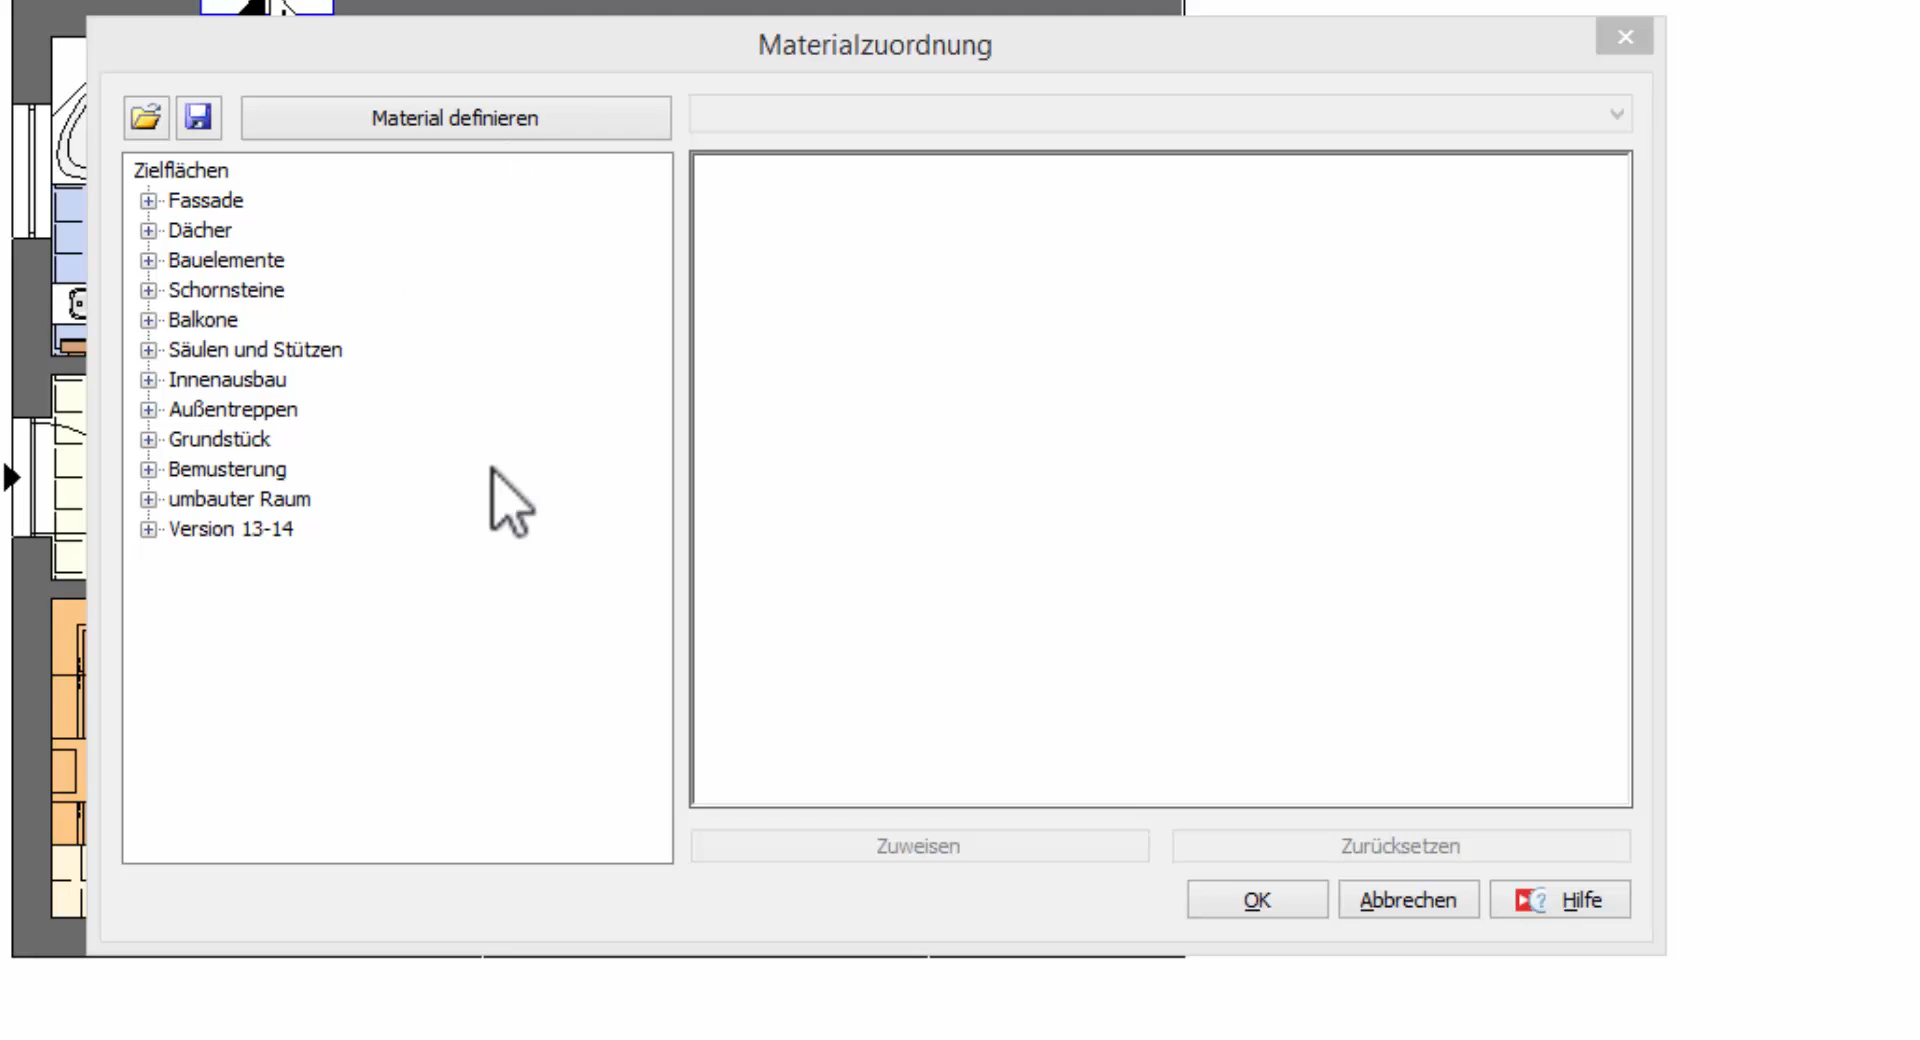 Materialzuordnung
Material definieren
Zielflächen
Fassade
Dächer
Bauelemente
Schornsteine
Balkone
Säulen und Stützen
Innenausbau
Außentreppen
Grundstück
Bemusterung
umbauter Raum
Version 13-14
Zuweisen
Zurücksetzen
OK
Abbrechen
Hilfe